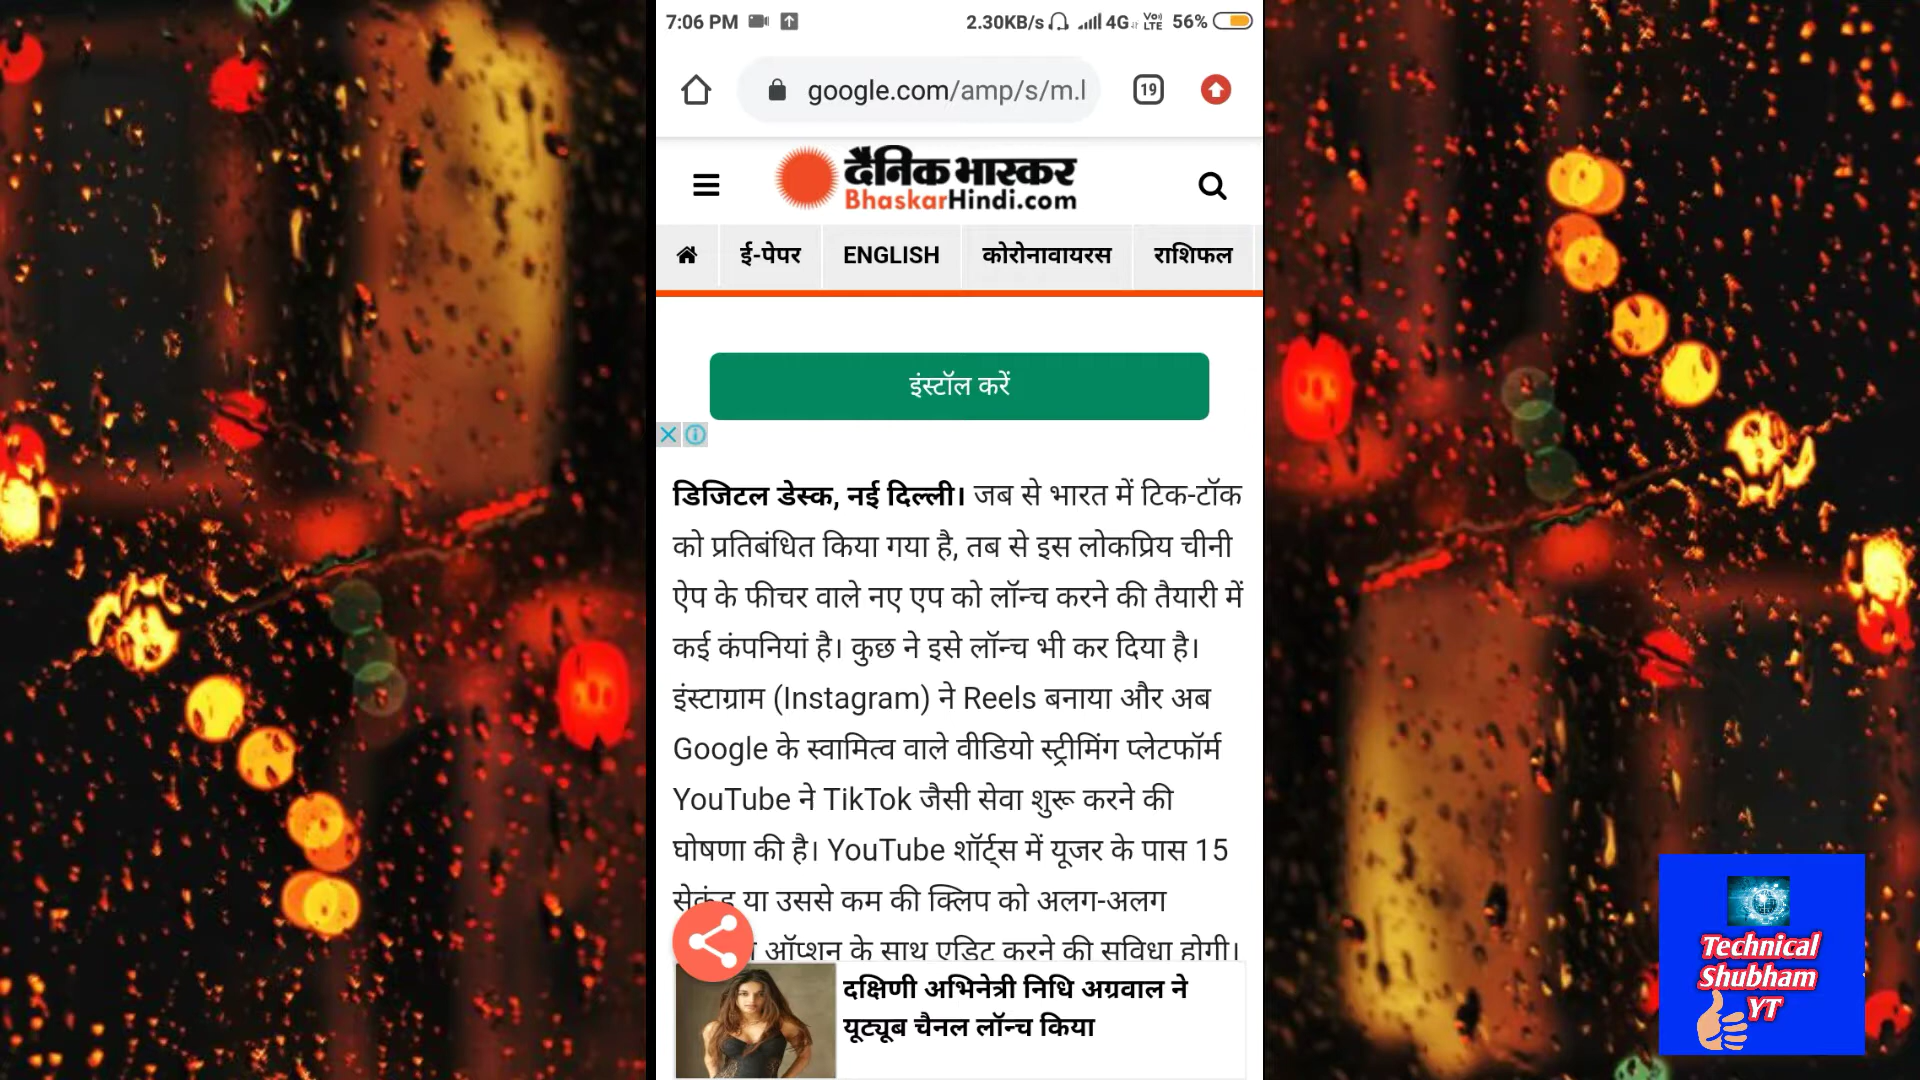 7:06 PM 2.30KB/s 4G Vo) LTE 56%
google.com/amp/s/m.l 19
दैनिक भास्कर
BhaskarHindi.com
ई-पेपर ENGLISH कोरोनावायरस राशिफल
इंस्टॉल करें
डिजिटल डेस्क, नई दिल्ली। जब से भारत में टिक-टॉक
को प्रतिबंधित किया गया है, तब से इस लोकप्रिय चीनी
ऐप के फीचर वाले नए एप को लॉन्च करने की तैयारी में
कई कंपनियां है। कुछ ने इसे लॉन्च भी कर दिया है।
इंस्टाग्राम (Instagram) ने Reels बनाया और अब
Google के स्वामित्व वाले वीडियो स्ट्रीमिंग प्लेटफॉर्म
YouTube ने TikTok जैसी सेवा शुरू करने की
घोषणा की है। YouTube शॉर्ट्स में यूजर के पास 15
सेकंड या उससे कम की क्लिप को अलग-अलग
ऑप्शन के साथ एडिट करने की सुविधा होगी।
दक्षिणी अभिनेत्री निधि अग्रवाल ने
यूट्यूब चैनल लॉन्च किया
Technical
Shubham
YT